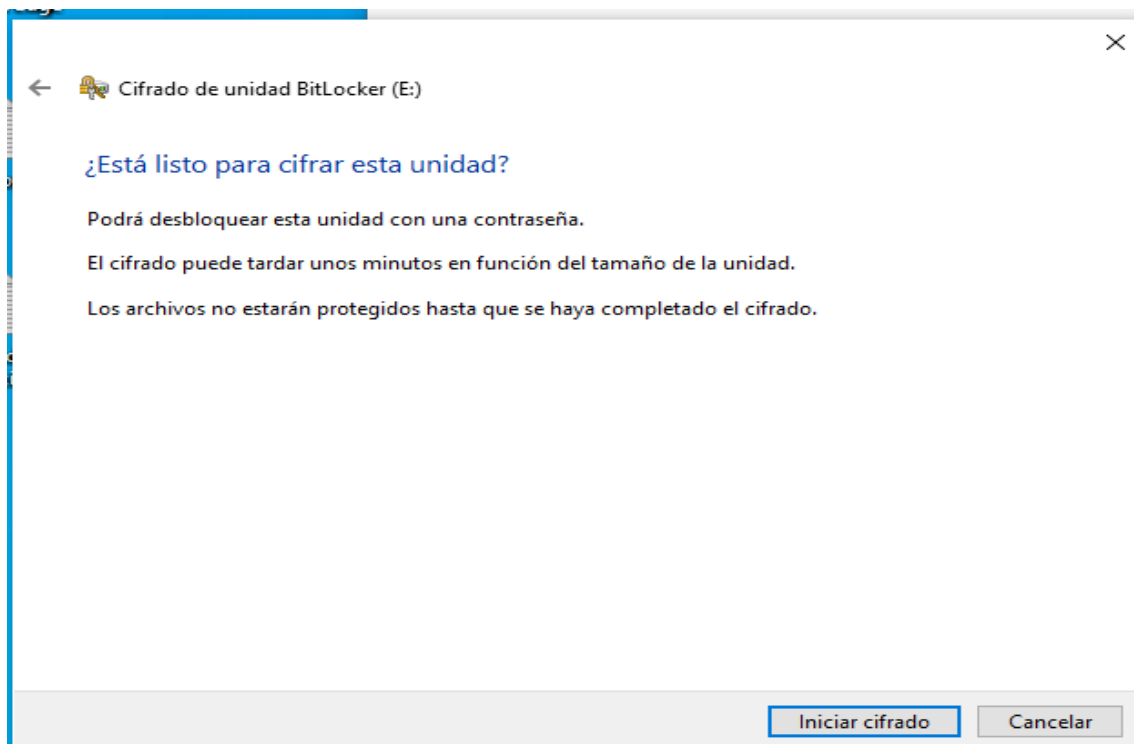 Cifrado de unidad BitLocker (E:)
¿Está listo para cifrar esta unidad?
Podrá desbloquear esta unidad con una contraseña.
El cifrado puede tardar unos minutos en función del tamaño de la unidad.
Los archivos no estarán protegidos hasta que se haya completado el cifrado.
Iniciar cifrado
Cancelar